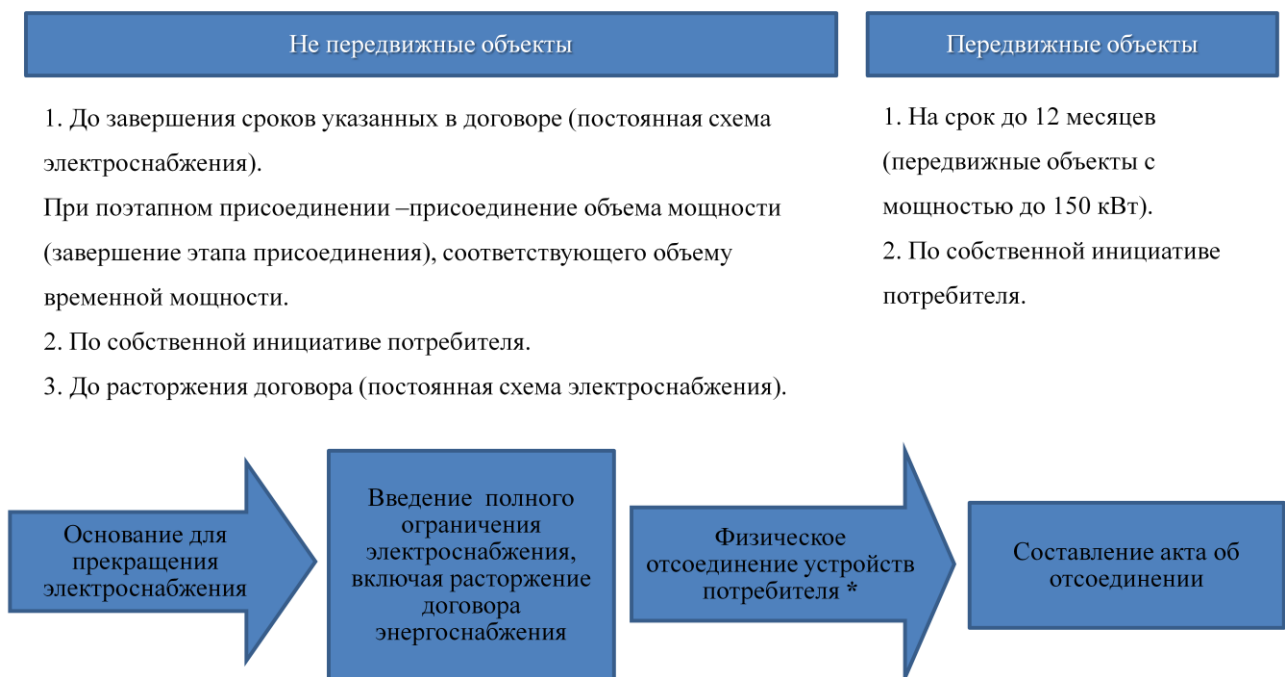 Не передвижные объекты
1. До завершения сроков указанных в договоре (постоянная схема
электроснабжения).
При поэтапном присоединении –присоединение объема мощности
(завершение этапа присоединения), соответствующего объему
временной мощности.
2. По собственной инициативе потребителя.
3. До расторжения договора (постоянная схема электроснабжения).
Передвижные объекты
1. На срок до 12 месяцев
(передвижные объекты с
мощностью до 150 кВт).
2. По собственной инициативе
потребителя.
Основание для
прекращения
электроснабжения
Введение полного
ограничения
электроснабжения,
включая расторжение
договора
энергоснабжения
Физическое
отсоединение устройств
потребителя *
Составление акта об
отсоединении